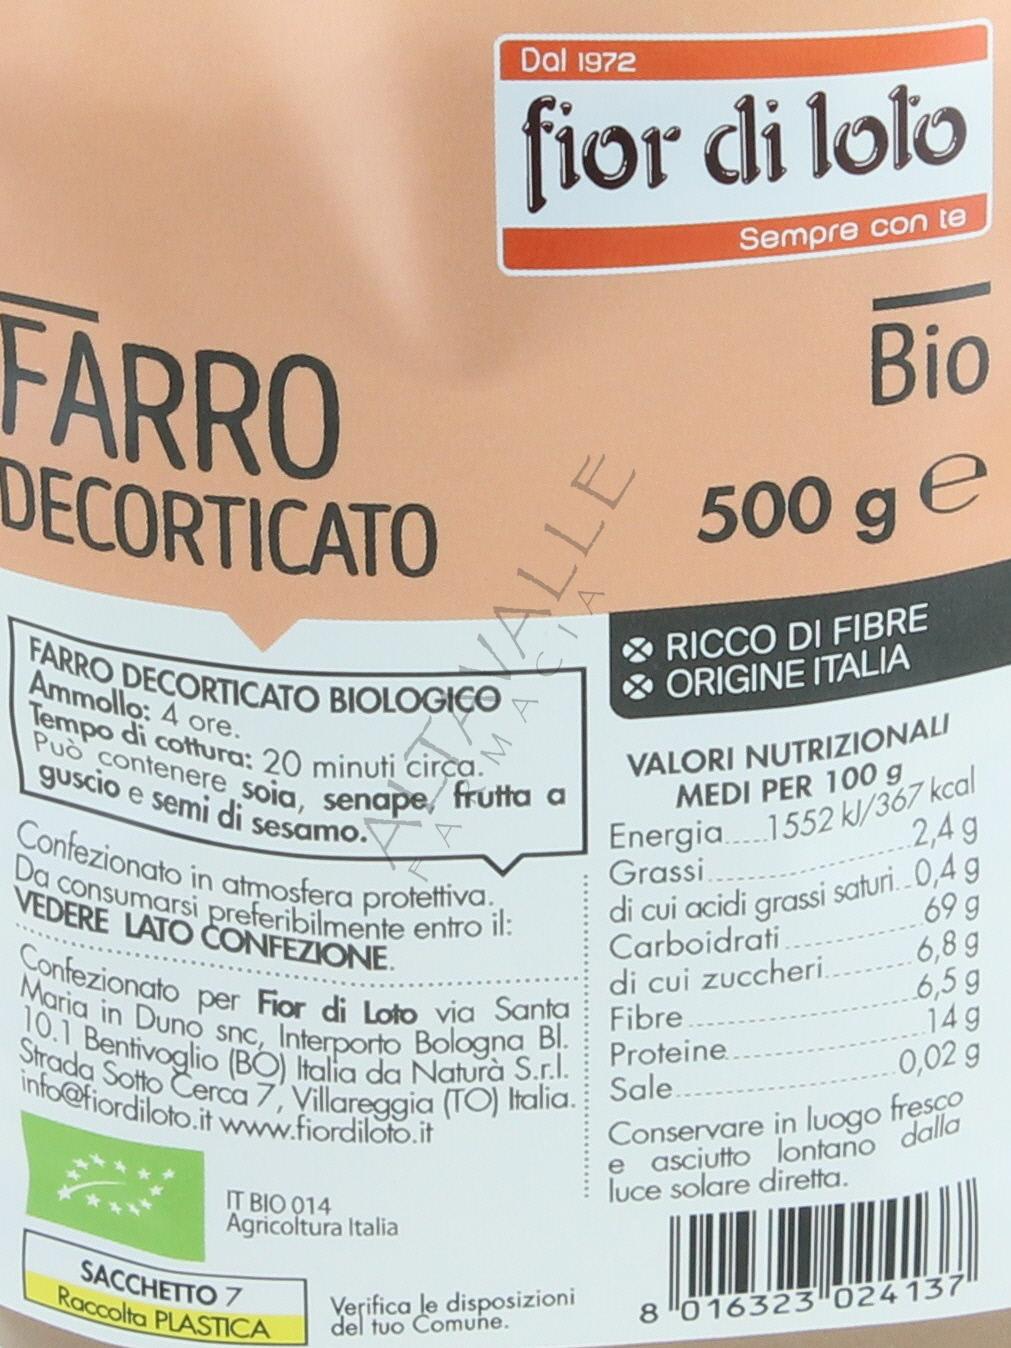 Dal 1972
fior di loto
Sempre con te
FARRO
DECORTICATO
Bio
500 g ℮
RICCO DI FIBRE
ORIGINE ITALIA
FARRO DECORTICATO BIOLOGICO
Ammollo: 4 ore.
Tempo di cottura: 20 minuti circa.
Può contenere soia, senape, frutta a
guscio e semi di sesamo.
Confezionato in atmosfera protettiva.
Da consumarsi preferibilmente entro il:
VEDERE LATO CONFEZIONE.
Confezionato per Fior di Loto via Santa
Maria in Duno snc, Interporto Bologna Bl.
10.1 Bentivoglio (BO) Italia da Naturà S.r.l.
Strada Sotto Cerca 7, Villareggia (TO) Italia.
info@fiordiloto.it www.fiordiloto.it
IT BIO 014
Agricoltura Italia
SACCHETTO 7
Raccolta PLASTICA
Verifica le disposizioni
del tuo Comune.
VALORI NUTRIZIONALI
MEDI PER 100 g
Energia.....1552 kJ/367 kcal
Grassi..................2,4 g
di cui acidi grassi saturi...0,4 g
Carboidrati..................69 g
di cui zuccheri..................6,8 g
Fibre..................6,5 g
Proteine..................14 g
Sale..................0,02 g
Conservare in luogo fresco
e asciutto lontano dalla
luce solare diretta.
8 016323 024137
ALTAVALLE
FARMACIA